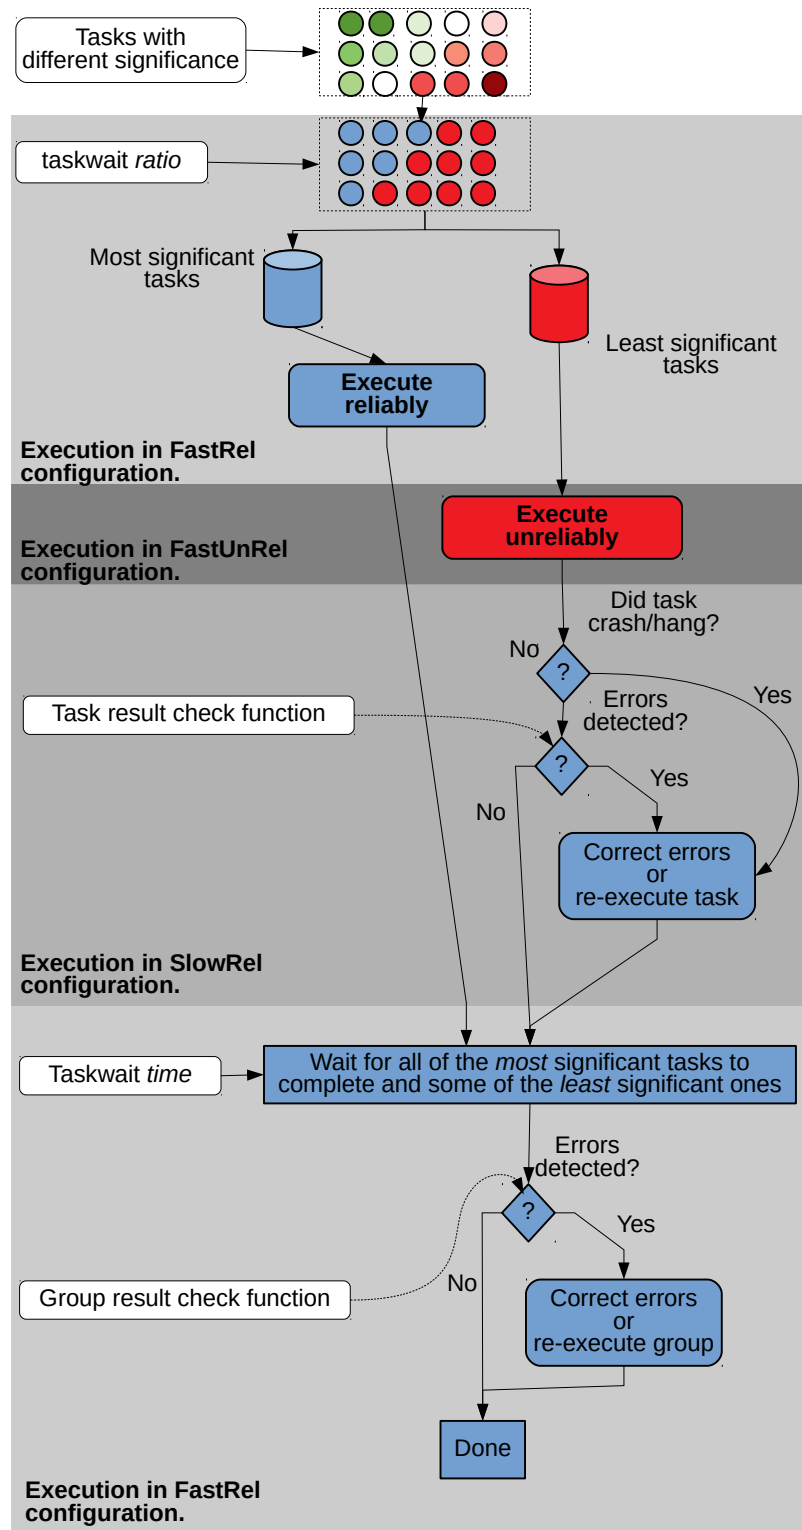 Tasks with
different significance
taskwait ratio
Most significant
tasks
Least significant
tasks
Execute
reliably
Execution in FastRel
configuration.
Execute
unreliably
Execution in FastUnRel
configuration.
Did task
crash/hang?
No
?
Yes
Errors
detected?
Task result check function
?
Yes
No
Correct errors
or
re-execute task
Execution in SlowRel
configuration.
Wait for all of the most significant tasks to
complete and some of the least significant ones
Taskwait time
Errors
detected?
?
Yes
No
Group result check function
Correct errors
or
re-execute group
Done
Execution in FastRel
configuration.